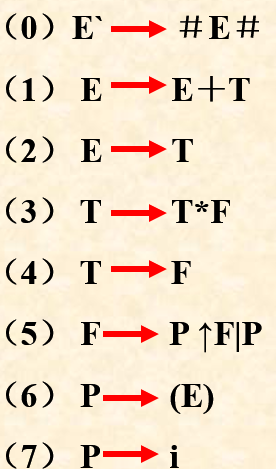 （0） E` → ＃E＃
（1） E → E＋T
（2） E → T
（3） T → T*F
（4） T → F
（5） F → P ↑F|P
（6） P → (E)
（7） P → i